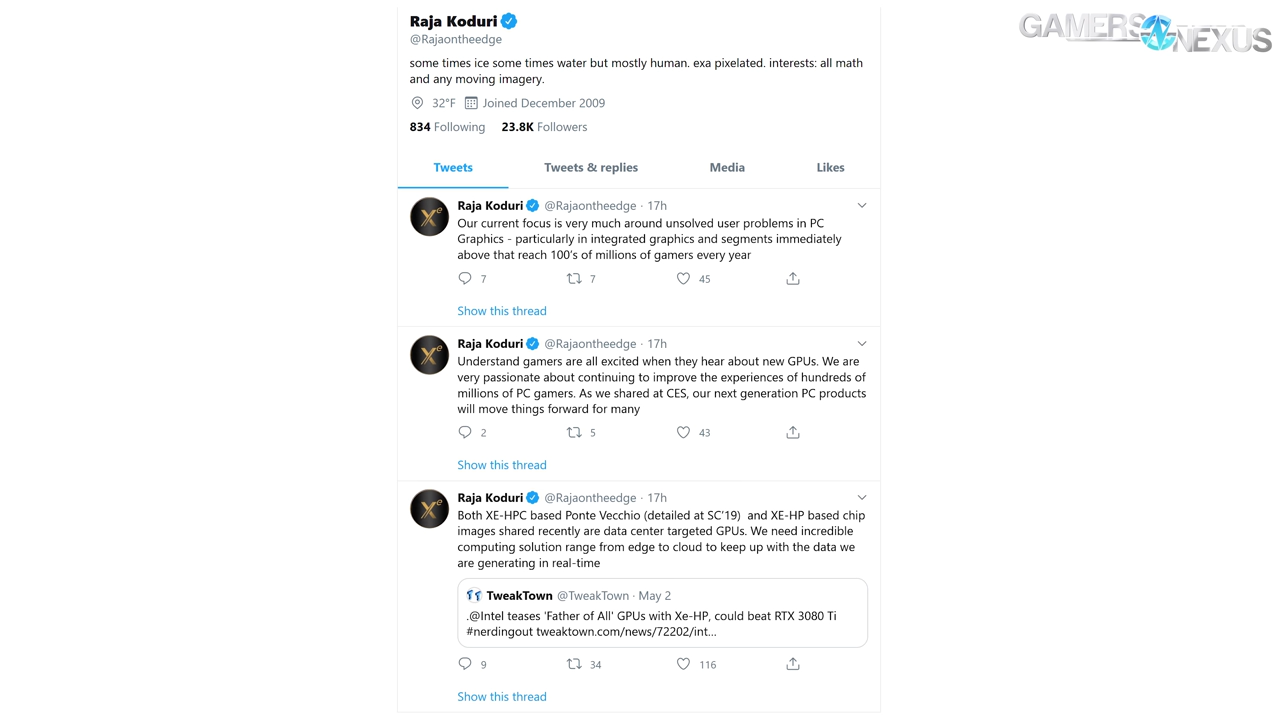 GAMERS NEXUS
Raja Koduri
@Rajaontheedge
some times ice some times water but mostly human. exa pixelated. interests: all math
and any moving imagery.
32°F Joined December 2009
834 Following 23.8K Followers
Tweets Tweets & replies Media Likes
Raja Koduri @Rajaontheedge · 17h
Our current focus is very much around unsolved user problems in PC
Graphics - particularly in integrated graphics and segments immediately
above that reach 100's of millions of gamers every year
7 7 45
Show this thread
Raja Koduri @Rajaontheedge · 17h
Understand gamers are all excited when they hear about new GPUs. We are
very passionate about continuing to improve the experiences of hundreds of
millions of PC gamers. As we shared at CES, our next generation PC products
will move things forward for many
2 5 43
Show this thread
Raja Koduri @Rajaontheedge · 17h
Both XE-HPC based Ponte Vecchio (detailed at SC'19) and XE-HP based chip
images shared recently are data center targeted GPUs. We need incredible
computing solution range from edge to cloud to keep up with the data we
are generating in real-time
TweakTown @TweakTown · May 2
.@Intel teases 'Father of All' GPUs with Xe-HP, could beat RTX 3080 Ti
#nerdingout tweaktown.com/news/72202/int...
9 34 116
Show this thread
Xe
Xe
Xe